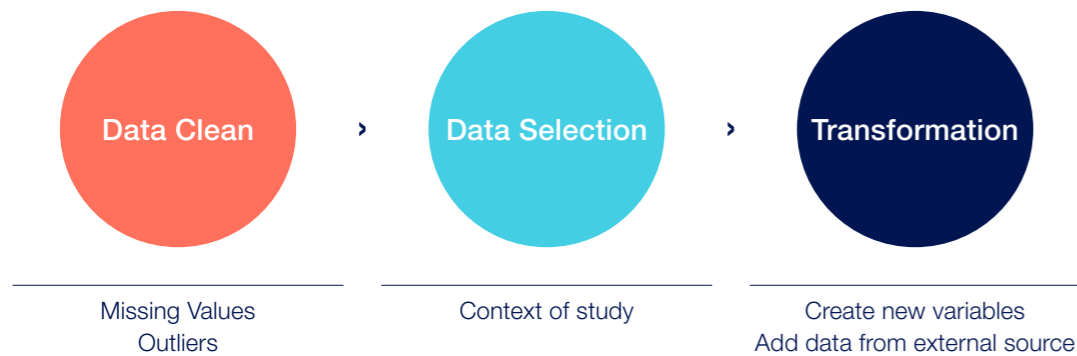 Data Clean
›
Data Selection
›
Transformation
Missing Values
Outliers
Context of study
Create new variables
Add data from external source